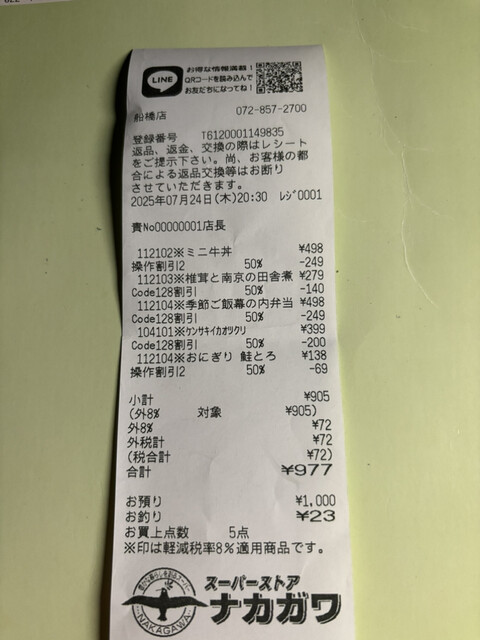 LINE
お得な情報満載!
QRコードを読み込んで
お友だちになってね!
船橋店 072-857-2700
登録番号 T6120001149835
返品、返金、交換の際はレシート
をご提示下さい。尚、お客様の都
合による返品交換等はお断り
させていただきます。
2025年07月24日(木)20:30 レジ0001
責No00000001店長
112102※ミニ牛丼 ¥498
操作割引2 50% -249
112103※椎茸と南京の田舎煮 ¥279
Code128割引 50% -140
112104※季節ご飯幕の内弁当 ¥498
Code128割引 50% -249
104101※ケンサキイカオツクリ ¥399
Code128割引 50% -200
112104※おにぎり 鮭とろ ¥138
操作割引2 50% -69
小計 ¥905
(外8% 対象 ¥905)
外8% ¥72
外税計 ¥72
(税合計 ¥72)
合計 ¥977
お預り ¥1,000
お釣り ¥23
お買上点数 5点
※印は軽減税率8%適用商品です。
スーパーストア
ナカガワ
NAKAGAWA